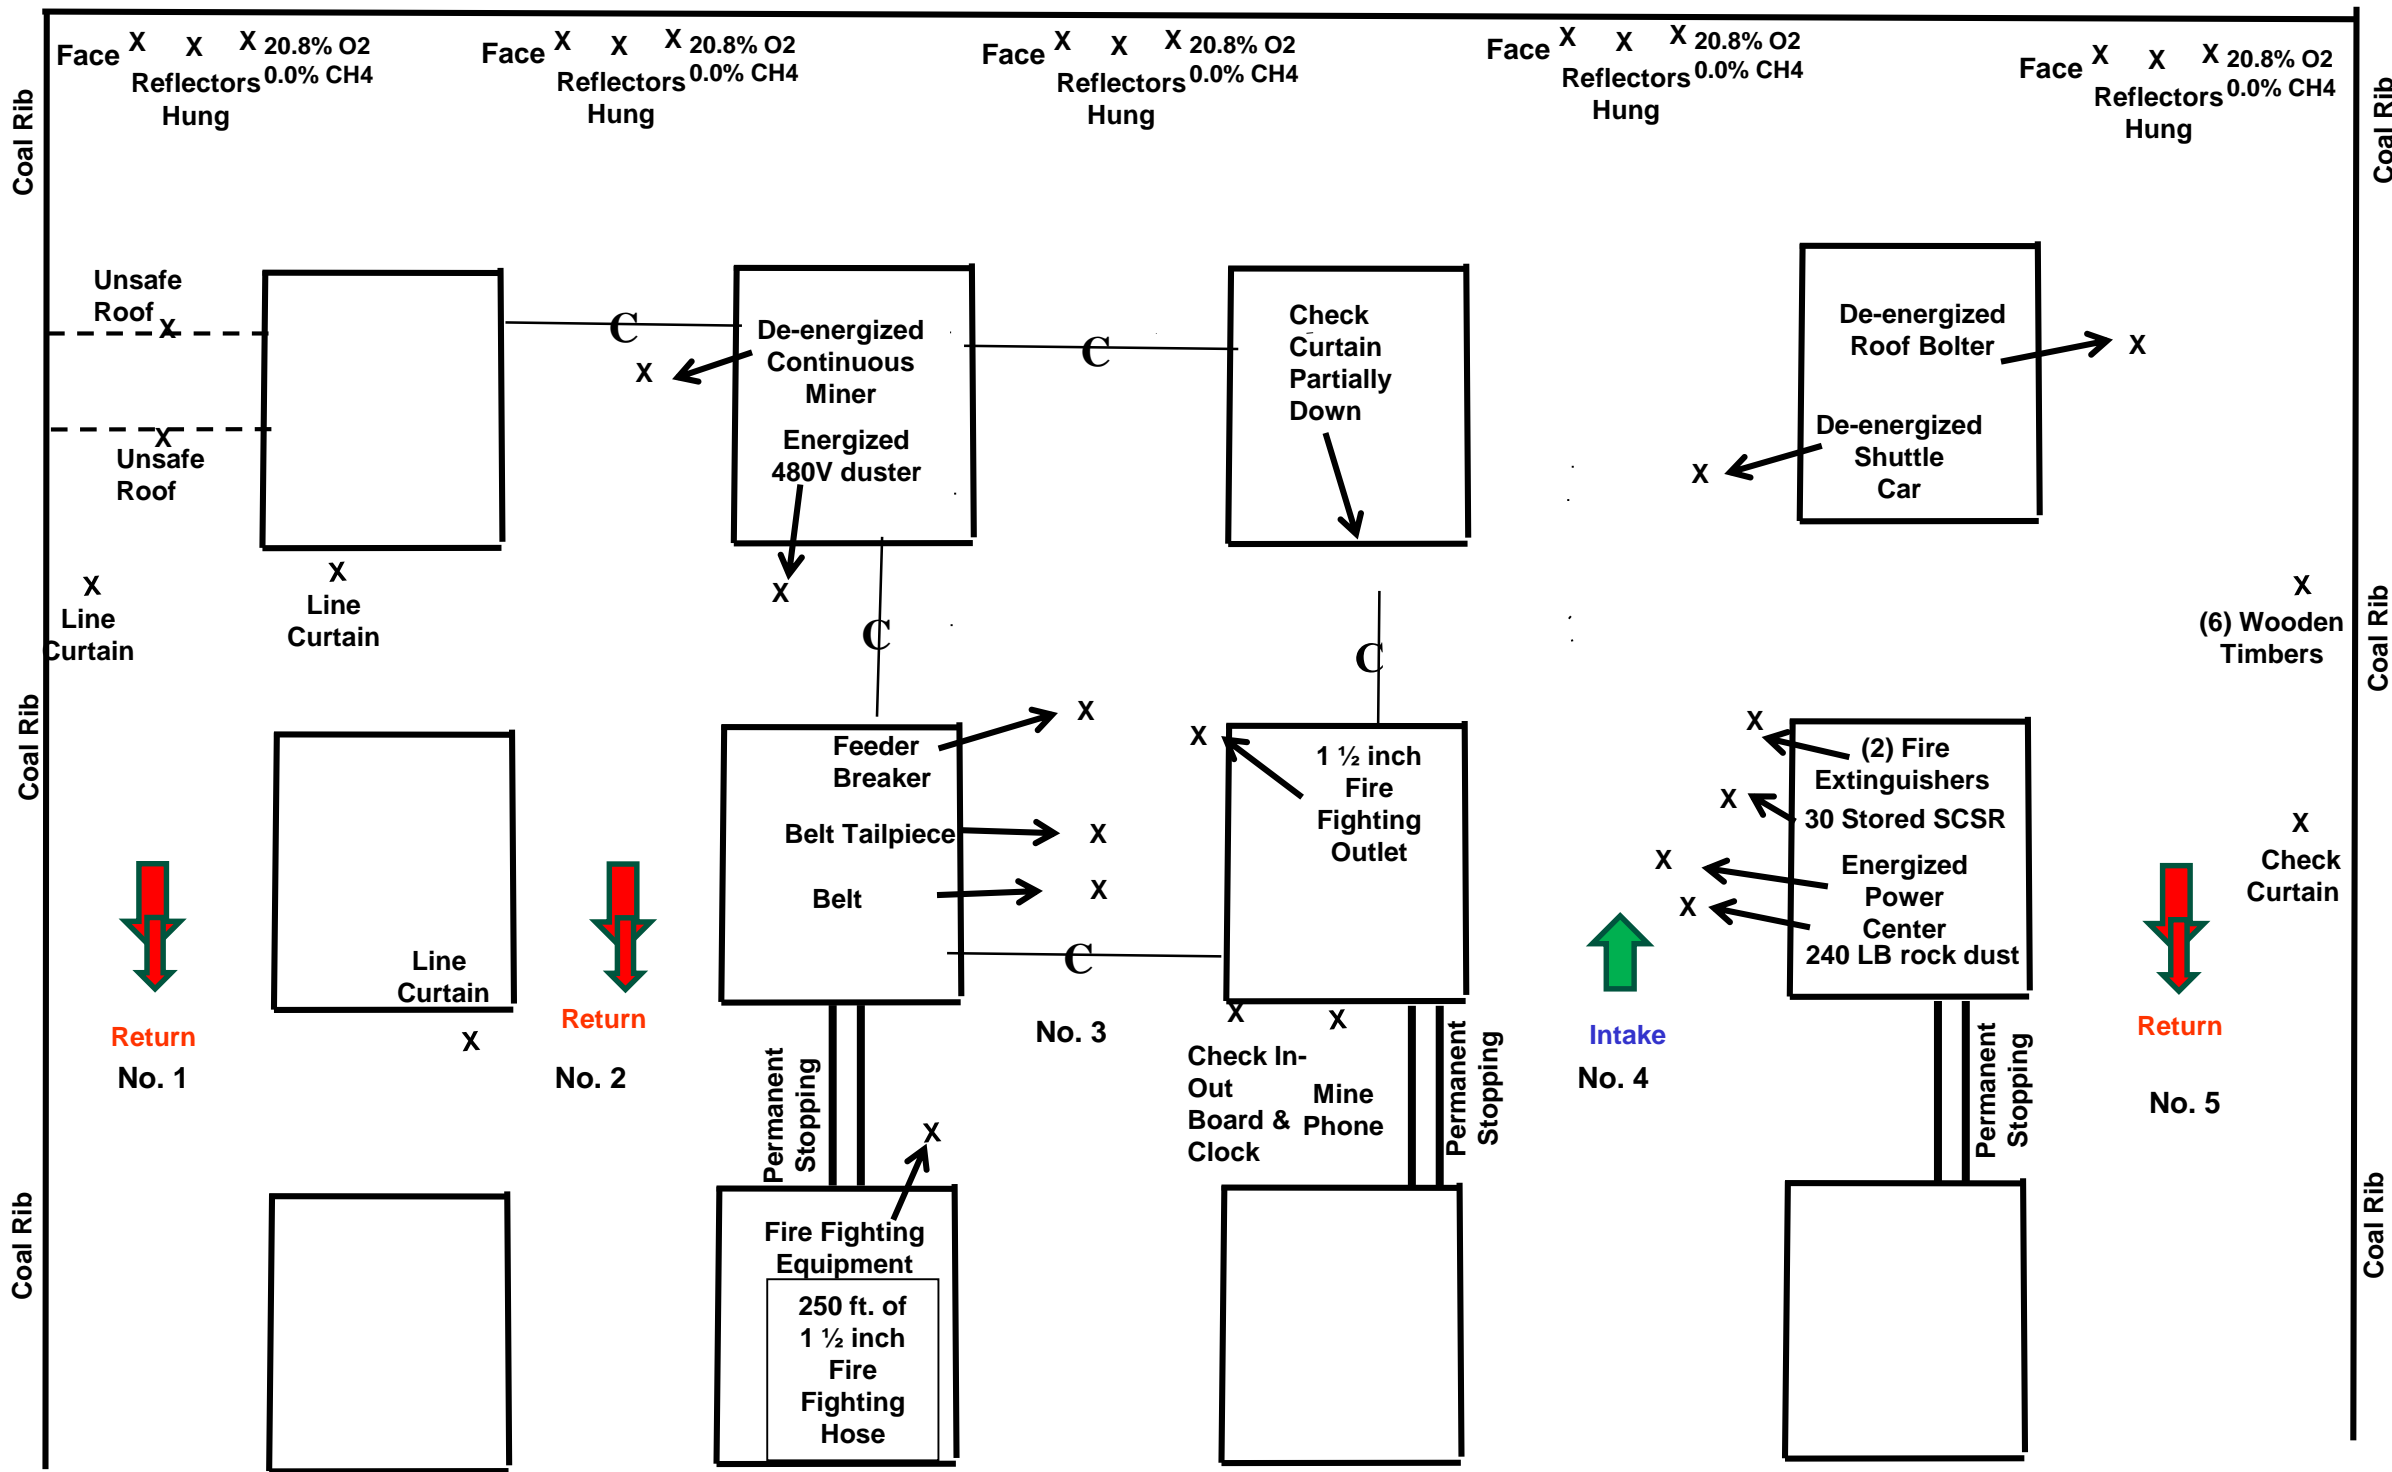 Face X X X 20.8% O2
0.0% CH4
Reflectors
Hung
Face X X X 20.8% O2
0.0% CH4
Reflectors
Hung
Face X X X 20.8% O2
0.0% CH4
Reflectors
Hung
Face X X X 20.8% O2
0.0% CH4
Reflectors
Hung
Face X X X 20.8% O2
0.0% CH4
Reflectors
Hung
Coal Rib
Coal Rib
Unsafe
Roof
X
X
Unsafe
Roof
C
X
De-energized
Continuous
Miner
Energized
480V duster
X
C
Check
Curtain
Partially
Down
De-energized
Roof Bolter
X
De-energized
Shuttle
Car
X
X
Line
Curtain
X
Line
Curtain
C
C
X
(6) Wooden
Timbers
Coal Rib
Coal Rib
Feeder
Breaker
X
Belt Tailpiece
X
Belt
X
X
1 ½ inch
Fire
Fighting
Outlet
X
(2) Fire
Extinguishers
X
30 Stored SCSR
X
Energized
Power
Center
X
240 LB rock dust
X
Check
Curtain
Line
Curtain
X
C
Return
No. 1
Return
No. 2
No. 3
X
Check In-
Out
Board &
Clock
X
Mine
Phone
Intake
No. 4
Return
No. 5
Permanent
Stopping
Permanent
Stopping
Permanent
Stopping
X
Fire Fighting
Equipment
250 ft. of
1 ½ inch
Fire
Fighting
Hose
Coal Rib
Coal Rib